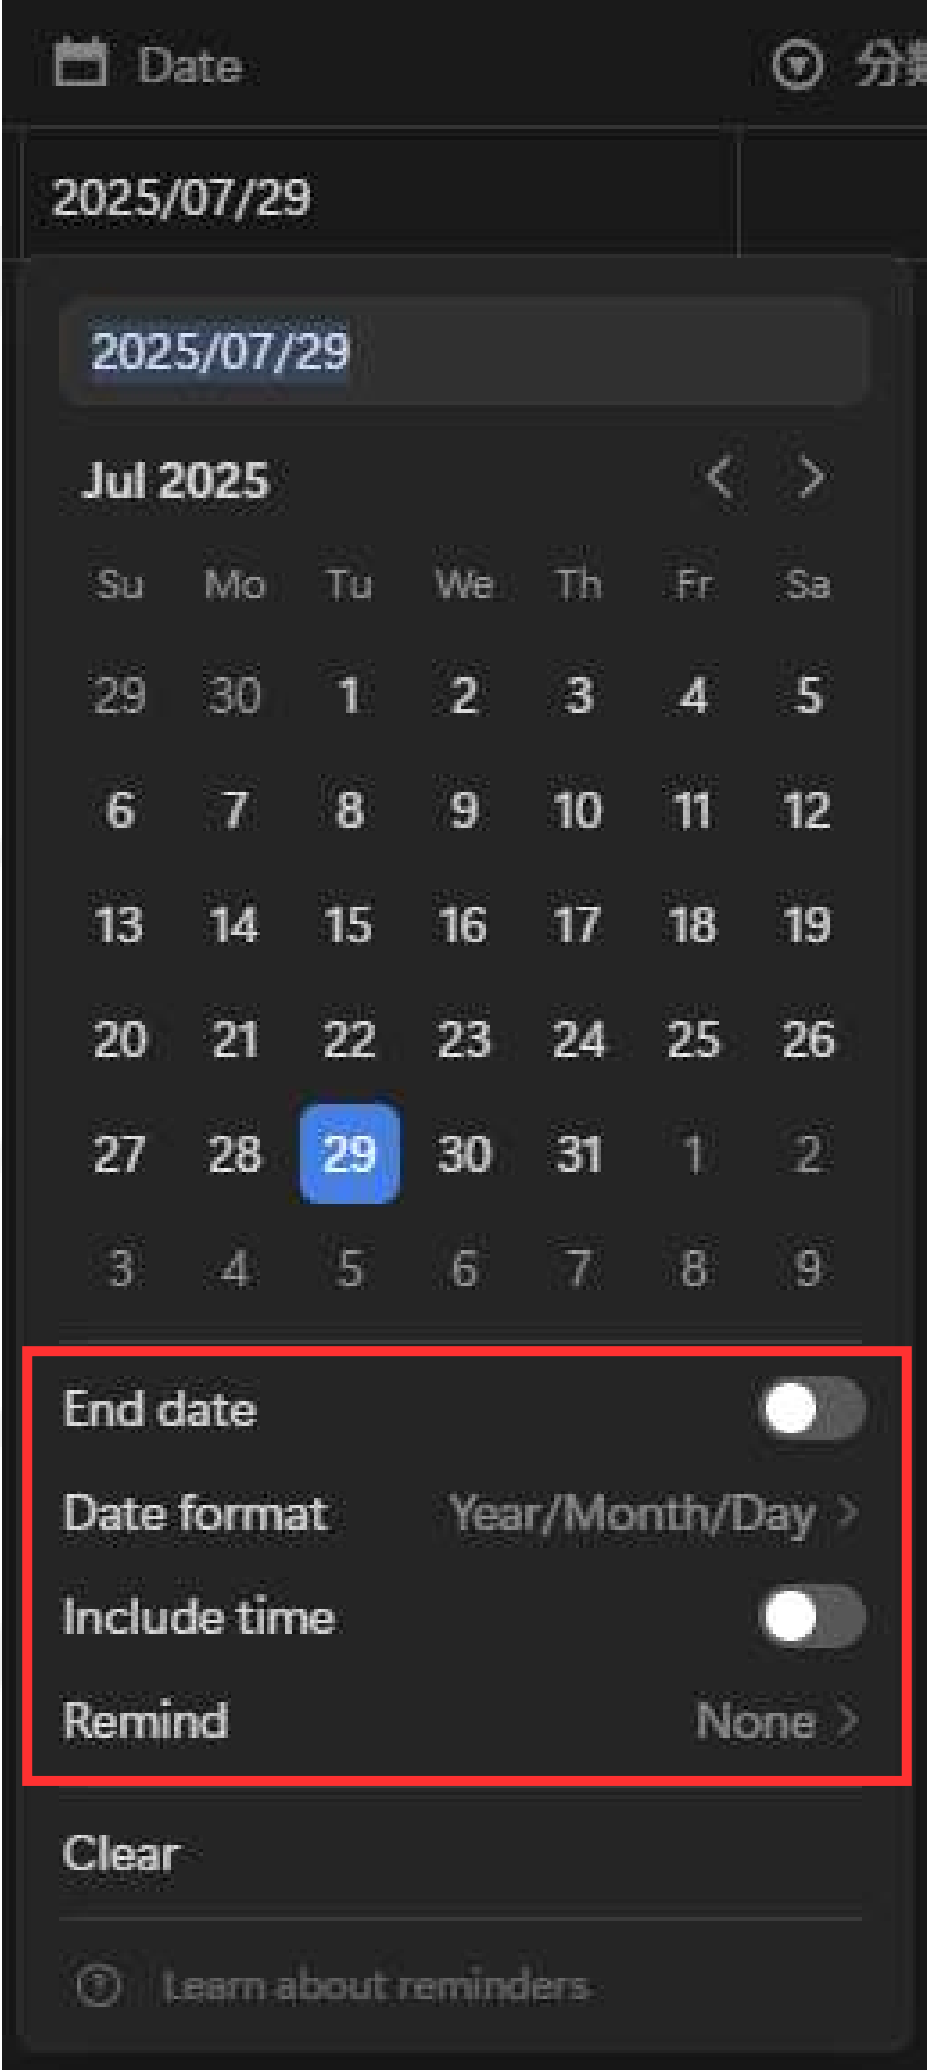 Date 分類
2025/07/29
2025/07/29
Jul 2025
Su Mo Tu We Th Fr Sa
29 30 1 2 3 4 5
6 7 8 9 10 11 12
13 14 15 16 17 18 19
20 21 22 23 24 25 26
27 28 29 30 31 1 2
3 4 5 6 7 8 9
End date
Date format Year/Month/Day
Include time
Remind None
Clear
Learn about reminders